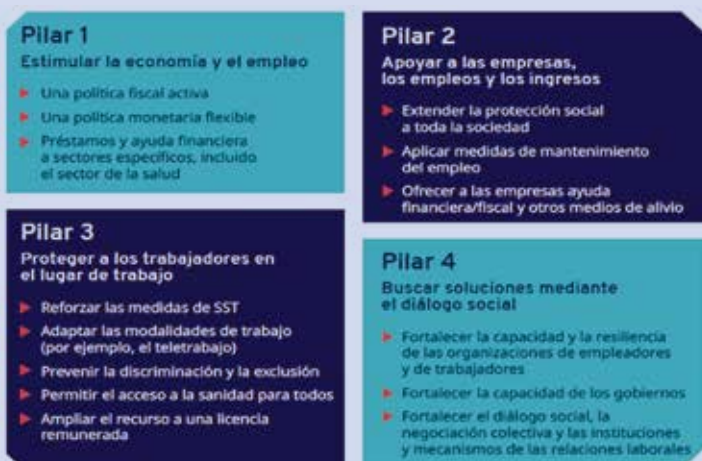 Pilar 1
Estimular la economía y el empleo
Una política fiscal activa
Una política monetaria flexible
Préstamos y ayuda financiera
a sectores específicos, incluido
el sector de la salud
Pilar 2
Apoyar a las empresas,
los empleos y los ingresos
Extender la protección social
a toda la sociedad
Aplicar medidas de mantenimiento
del empleo
Ofrecer a las empresas ayuda
financiera/fiscal y otros medios de alivio
Pilar 3
Proteger a los trabajadores en
el lugar de trabajo
Reforzar las medidas de SST
Adaptar las modalidades de trabajo
(por ejemplo, el teletrabajo)
Prevenir la discriminación y la exclusión
Permitir el acceso a la sanidad para todos
Ampliar el recurso a una licencia
remunerada
Pilar 4
Buscar soluciones mediante
el diálogo social
Fortalecer la capacidad y la resiliencia
de las organizaciones de empleadores
y de trabajadores
Fortalecer la capacidad de los gobiernos
Fortalecer el diálogo social, la
negociación colectiva y las instituciones
y mecanismos de las relaciones laborales